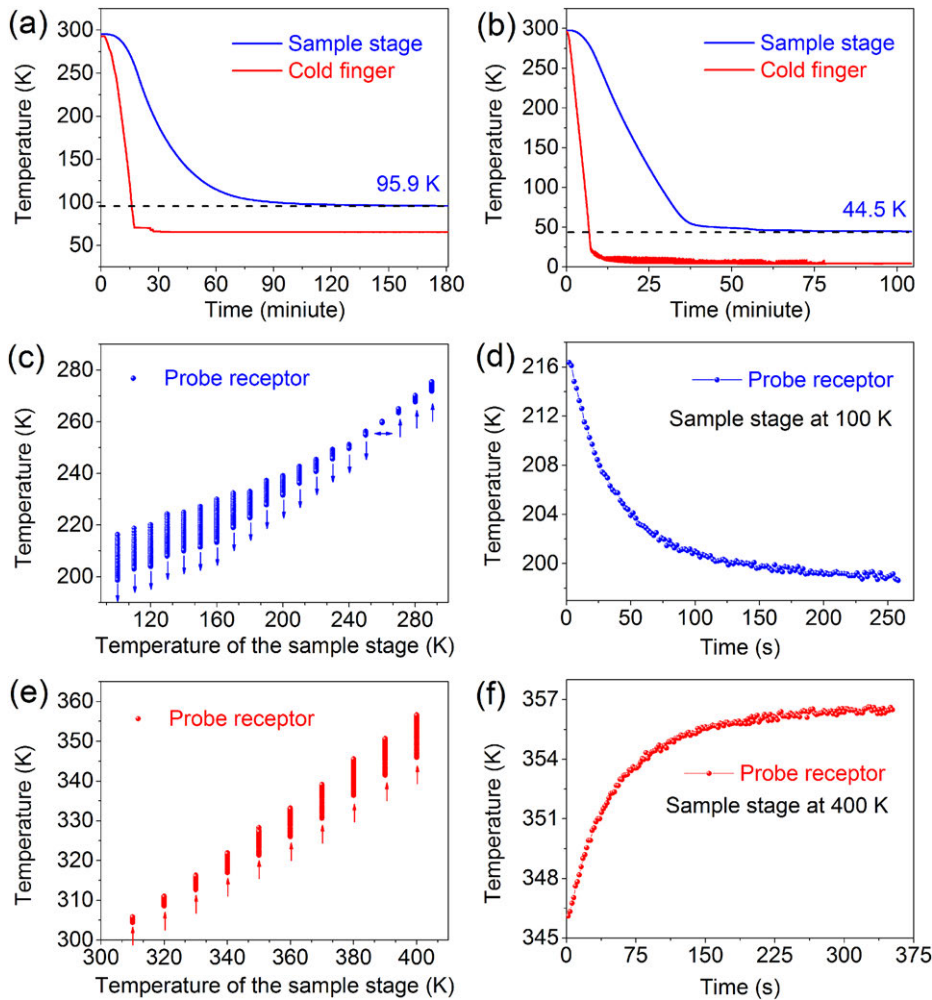 (a)
300
250
200
150
100
50
0 30 60 90 120 150 180
Temperature (K)
Time (miniute)
Sample stage
Cold finger
95.9 K
(b)
300
250
200
150
100
50
0
0 25 50 75 100
Temperature (K)
Time (miniute)
Sample stage
Cold finger
44.5 K
(c)
280
260
240
220
200
120 160 200 240 280
Temperature (K)
Temperature of the sample stage (K)
Probe receptor
(d)
216
212
208
204
200
0 50 100 150 200 250
Temperature (K)
Time (s)
Probe receptor
Sample stage at 100 K
(e)
360
350
340
330
320
310
300
300 320 340 360 380 400
Temperature (K)
Temperature of the sample stage (K)
Probe receptor
(f)
357
354
351
348
345
0 75 150 225 300 375
Temperature (K)
Time (s)
Probe receptor
Sample stage at 400 K